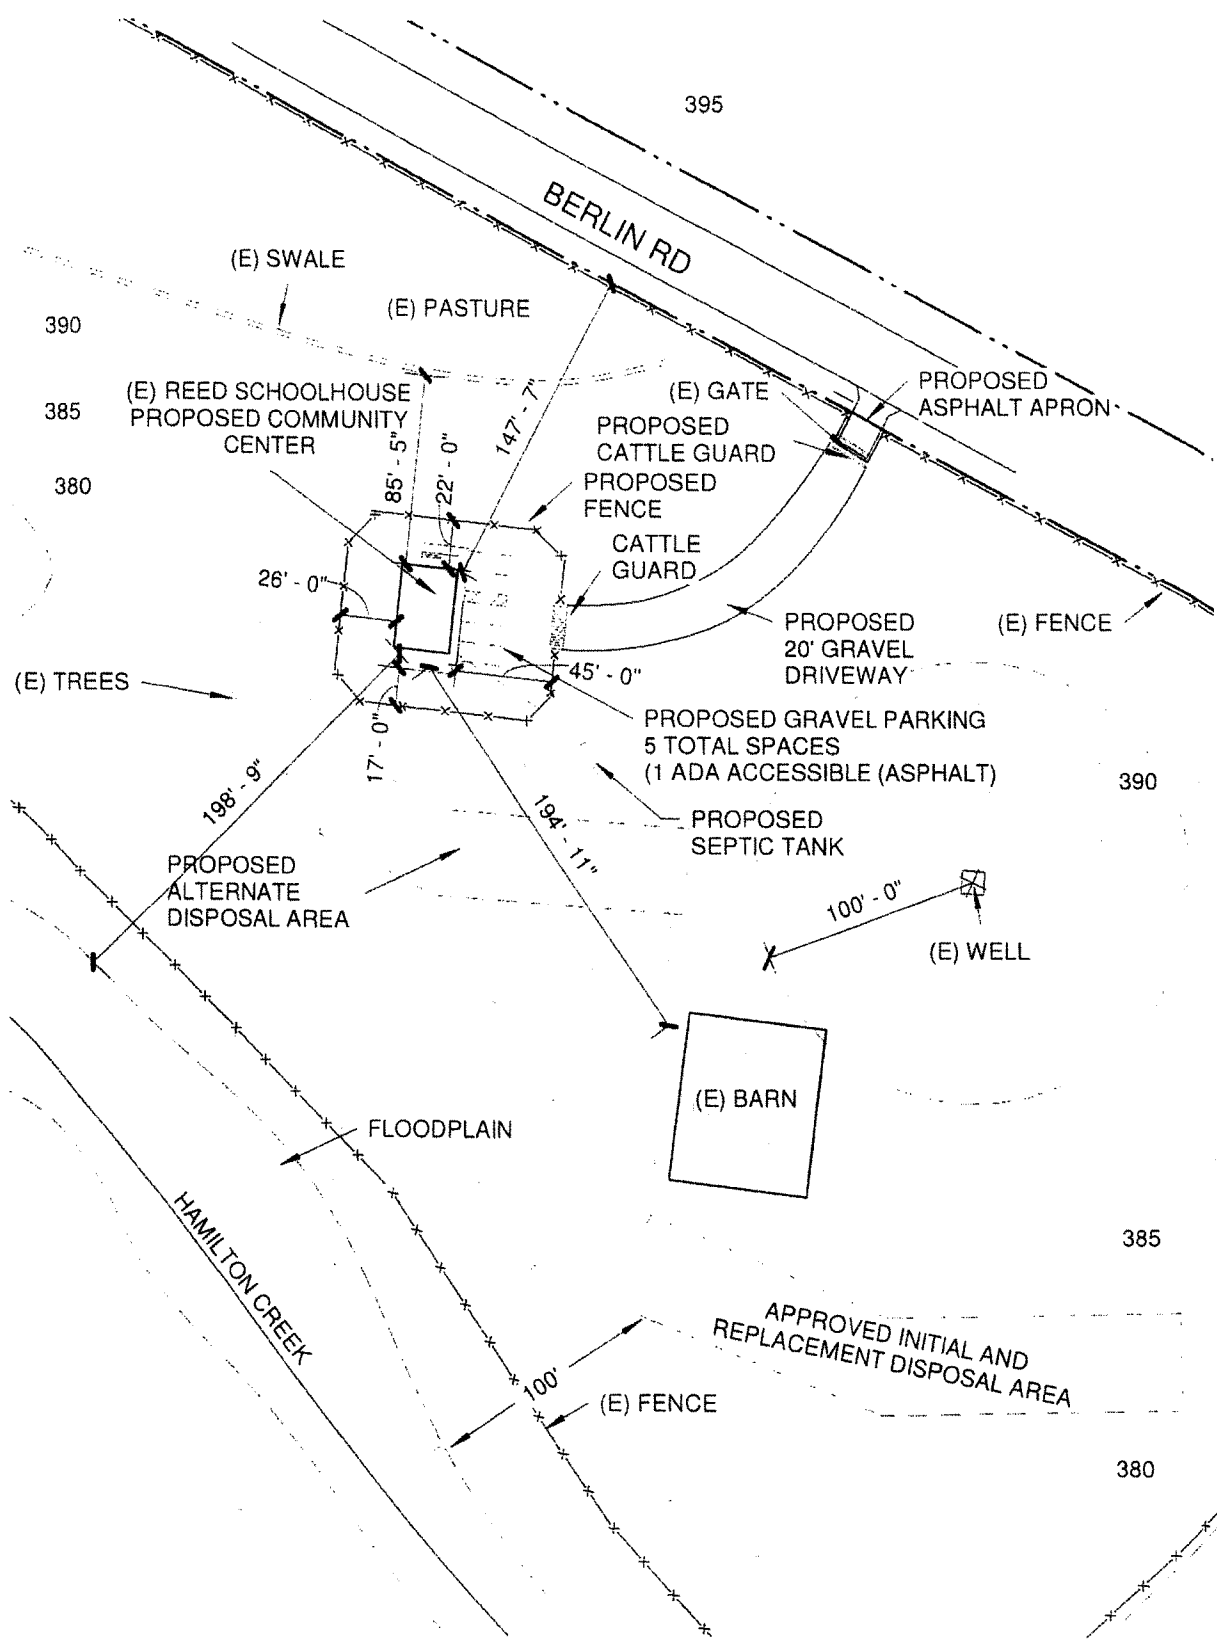 395
BERLIN RD
(E) SWALE
(E) PASTURE
390
(E) REED SCHOOLHOUSE
PROPOSED COMMUNITY
CENTER
385
380
85' - 5"
22' - 0"
147' - 7"
(E) GATE
PROPOSED
ASPHALT APRON
PROPOSED
CATTLE GUARD
PROPOSED
FENCE
CATTLE
GUARD
26' - 0"
PROPOSED
20' GRAVEL
DRIVEWAY
(E) FENCE
(E) TREES
45' - 0"
17' - 0"
PROPOSED GRAVEL PARKING
5 TOTAL SPACES
(1 ADA ACCESSIBLE (ASPHALT)
390
198' - 9"
194' - 11"
PROPOSED
SEPTIC TANK
PROPOSED
ALTERNATE
DISPOSAL AREA
100' - 0"
(E) WELL
(E) BARN
FLOODPLAIN
HAMILTON CREEK
385
APPROVED INITIAL AND
REPLACEMENT DISPOSAL AREA
100'
(E) FENCE
380